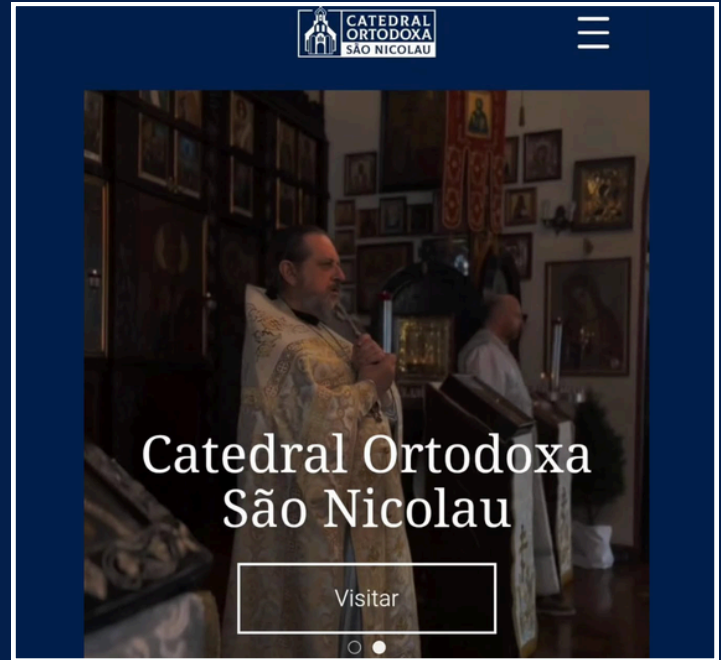 CATEDRAL
ORTODOXA
SÃO NICOLAU
Catedral Ortodoxa
São Nicolau
Visitar